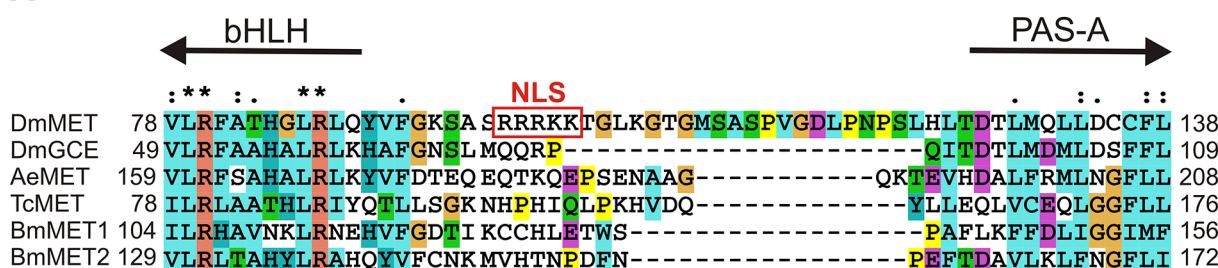 bHLH PAS-A
:** :. ** . NLS . :. ::
DmMET 78 VLRFATHGLRLQYVFGKSASRRRKKTGLKGTGMSASPVGDLPNPSLHLTDTLMQLLDCCFL 138
DmGCE 49 VLRFAAHALRLKHAFGNSLMQQRP----------------------QITDTLMDMLDSFFL 109
AeMET 159 VLRFSAHALRLKYVFDTEQEQTKQEPSENAAG-----------QKTEVHDALFRMLNGFLL 208
TcMET 78 ILRLAATHLRIYQTLLSGKNHPHIQLPKHVDQ-------------YLLEQLVCEQLGGFLL 176
BmMET1 104 ILRHAVNKLRNEHVFGDTIKCCHLETWS------------------PAFLKFFDLIGGIMF 156
BmMET2 129 VLRLTAHYLRAHQYVFCNKMVHTNPDFN-----------------PEFTDAVLKLFNGFLI 172